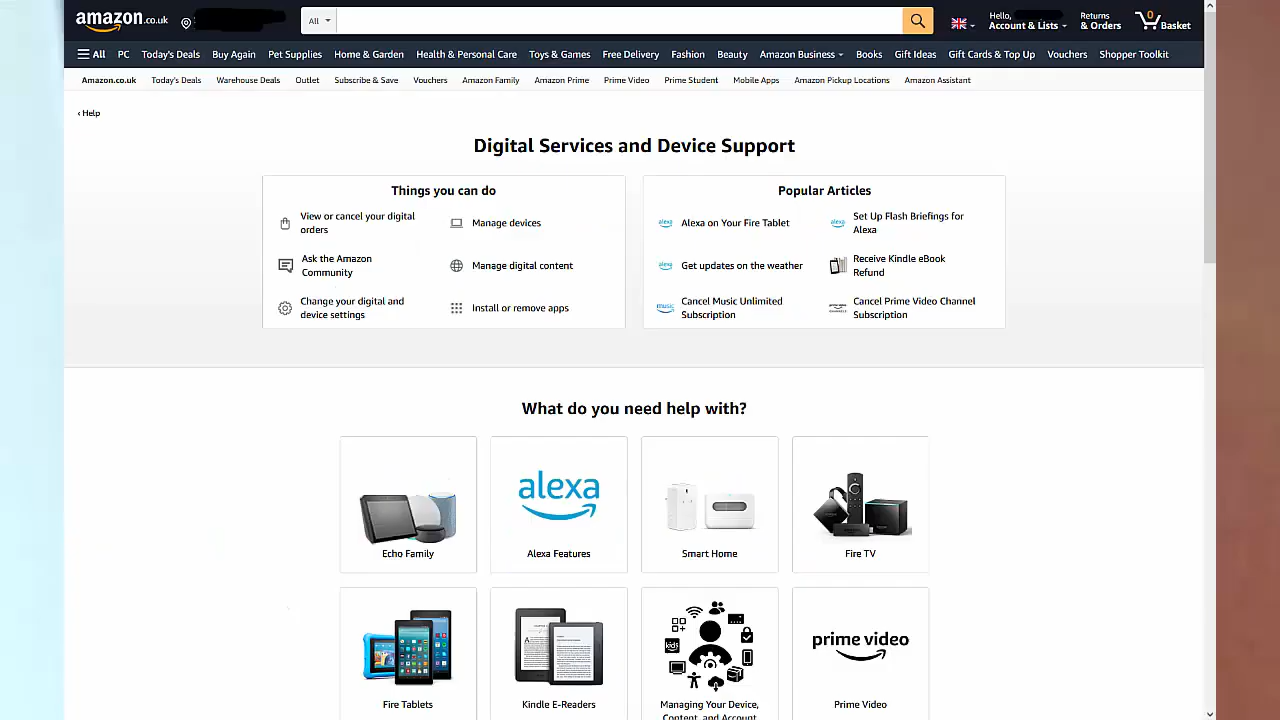 amazon.co.uk
All
Hello,
Account & Lists
Returns
& Orders
0
Basket
All PC Today's Deals Buy Again Pet Supplies Home & Garden Health & Personal Care Toys & Games Free Delivery Fashion Beauty Amazon Business Books Gift Ideas Gift Cards & Top Up Vouchers Shopper Toolkit
Amazon.co.uk Today's Deals Warehouse Deals Outlet Subscribe & Save Vouchers Amazon Family Amazon Prime Prime Video Prime Student Mobile Apps Amazon Pickup Locations Amazon Assistant
‹ Help
Digital Services and Device Support
Things you can do
View or cancel your digital
orders
Manage devices
Ask the Amazon
Community
Manage digital content
Change your digital and
device settings
Install or remove apps
Popular Articles
alexa
Alexa on Your Fire Tablet
alexa
Set Up Flash Briefings for
Alexa
alexa
Get updates on the weather
Receive Kindle eBook
Refund
music
Cancel Music Unlimited
Subscription
Cancel Prime Video Channel
Subscription
What do you need help with?
Echo Family
alexa
Alexa Features
Smart Home
Fire TV
Fire Tablets
Kindle E-Readers
kids
Managing Your Device,
Content, and Account
prime video
Prime Video